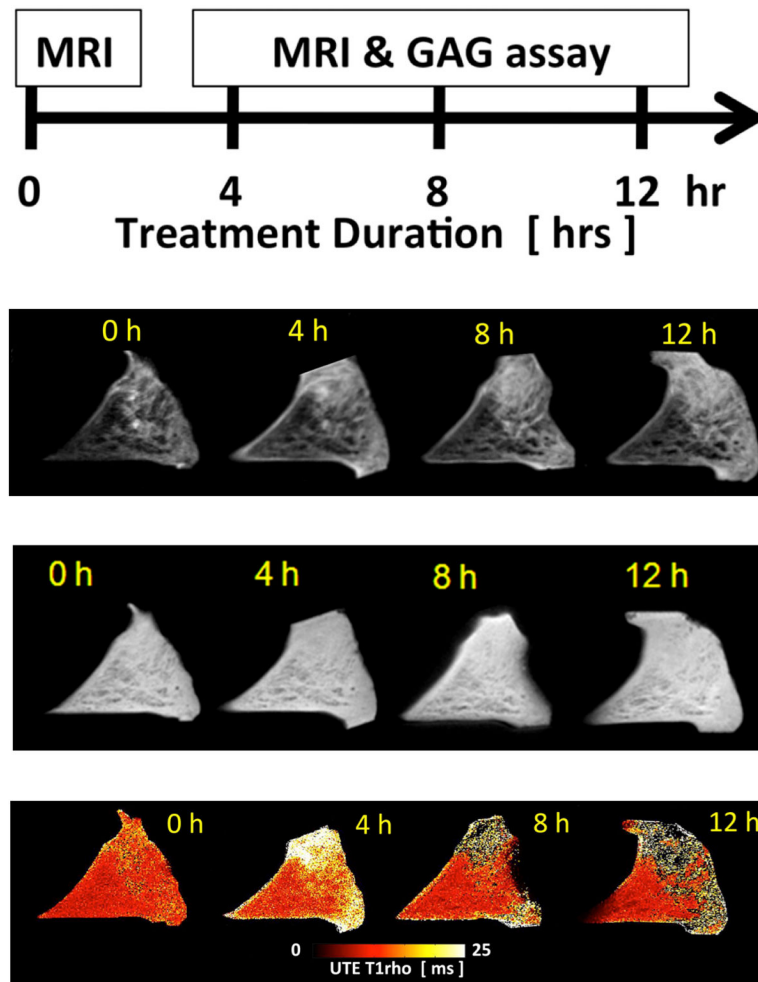 MRI
MRI & GAG assay
0 4 8 12 hr
Treatment Duration [ hrs ]
0 h 4 h 8 h 12 h
0 h 4 h 8 h 12 h
0 h 4 h 8 h 12 h
0 25
UTE T1rho [ ms ]